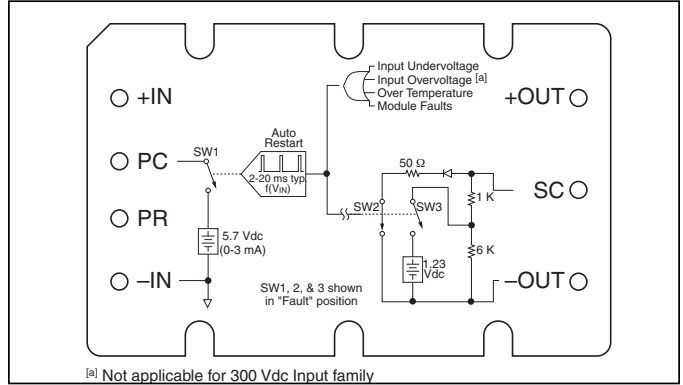 Input Undervoltage
Input Overvoltage [a]
Over Temperature
Module Faults
+IN
+OUT
Auto
Restart
SW1
PC
2-20 ms typ
f(VIN)
50 Ω
SC
1 K
SW2
SW3
PR
5.7 Vdc
(0-3 mA)
6 K
1.23
Vdc
–IN
SW1, 2, & 3 shown
in "Fault" position
–OUT
[a] Not applicable for 300 Vdc Input family